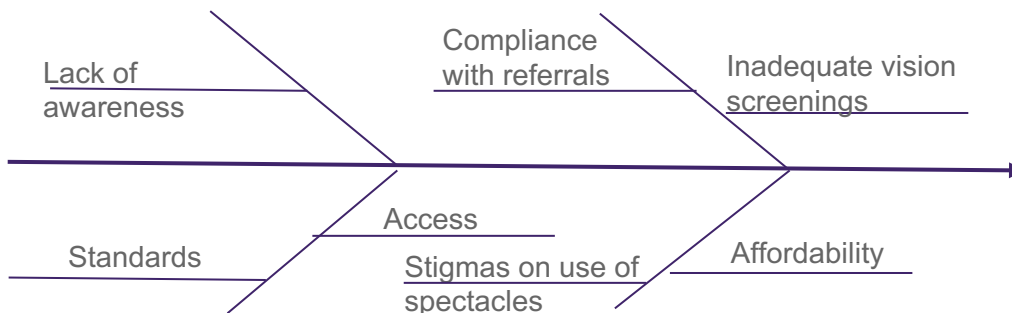 Lack of
awareness
Compliance
with referrals
Inadequate vision
screenings
Standards
Access
Stigmas on use of
spectacles
Affordability